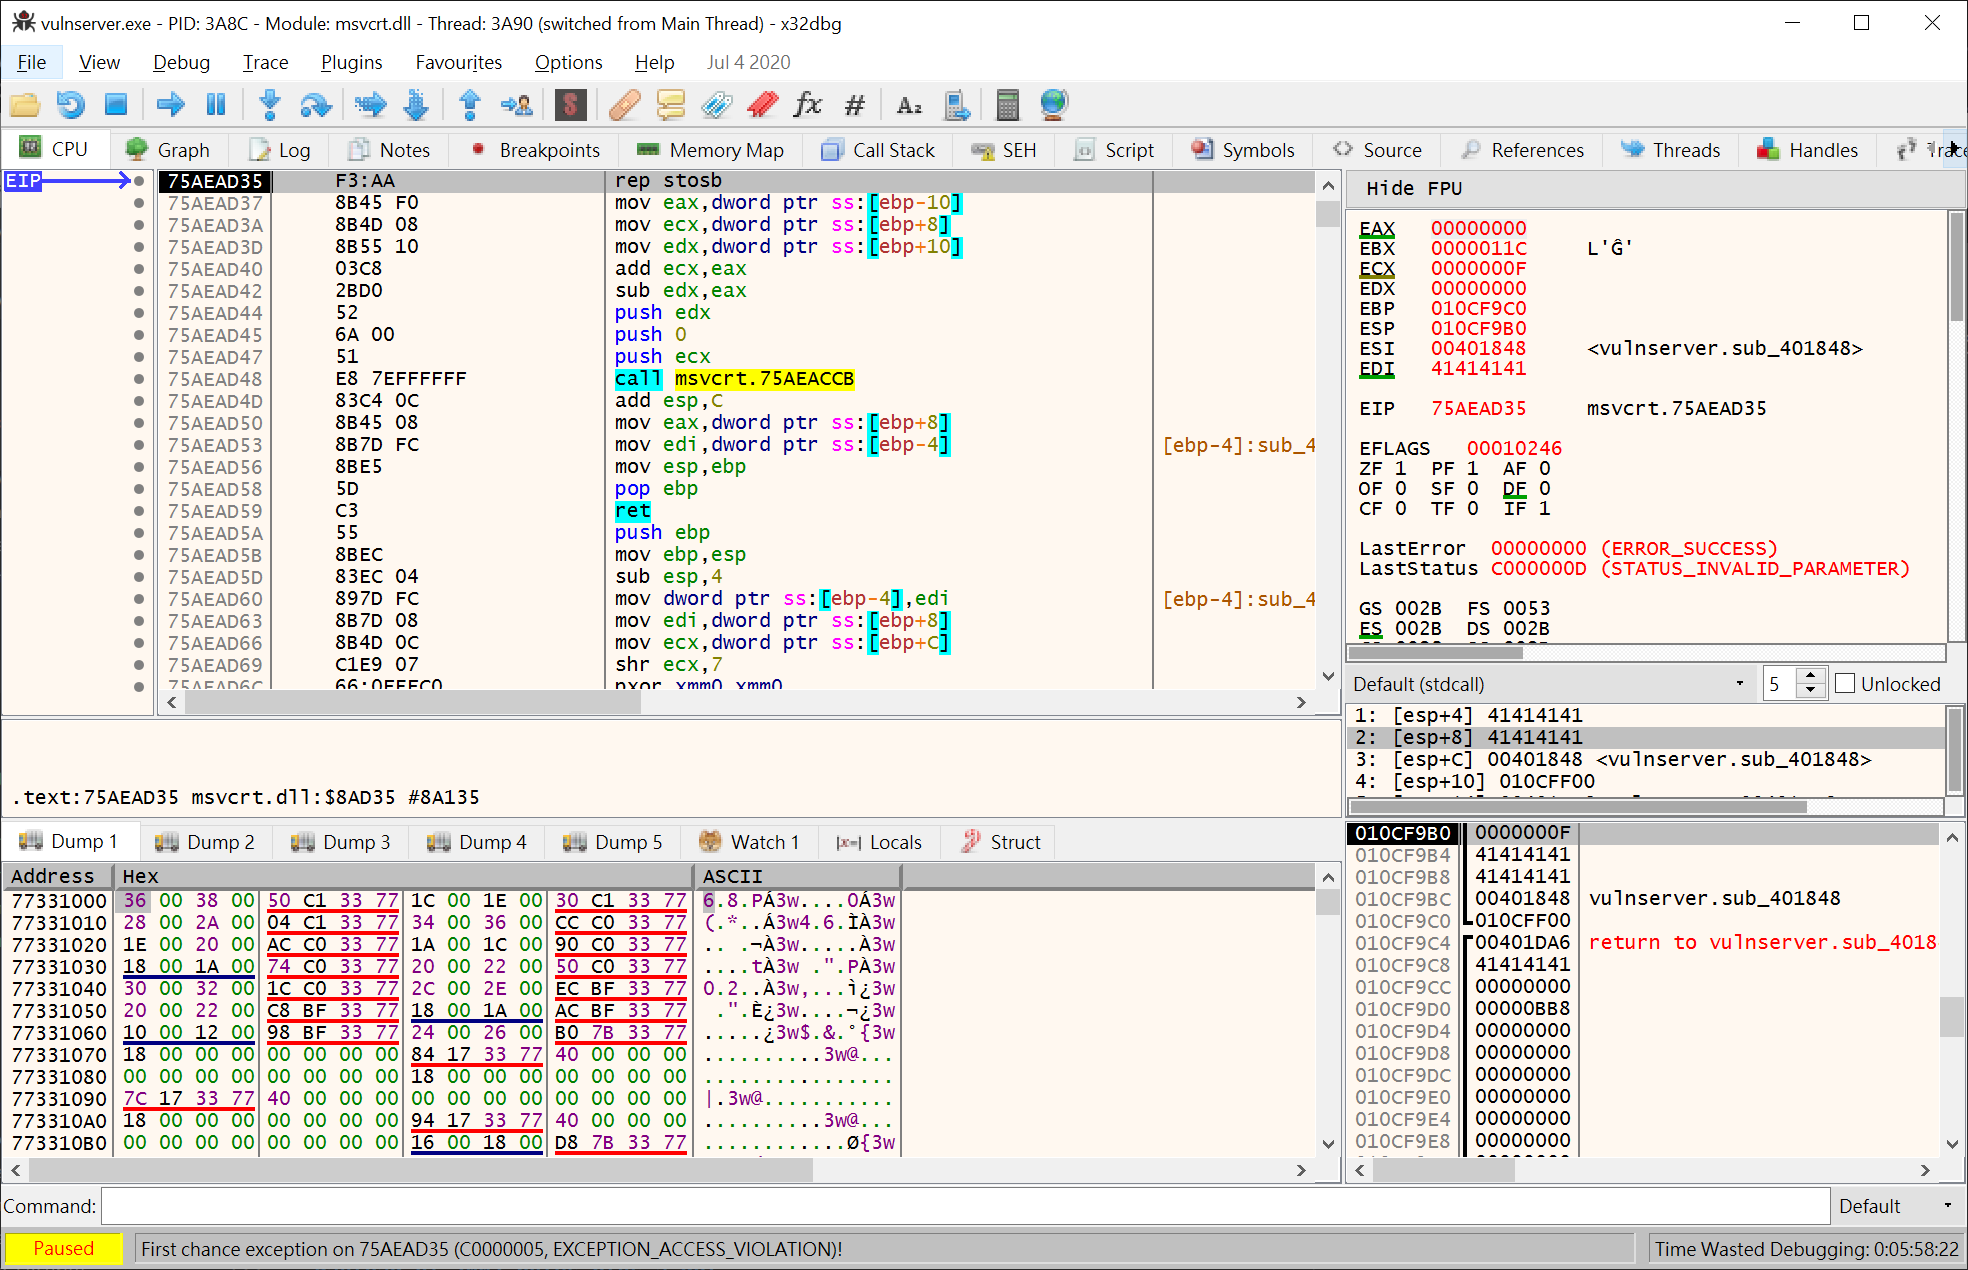 vulnserver.exe - PID: 3A8C - Module: msvcrt.dll - Thread: 3A90 (switched from Main Thread) - x32dbg
File View Debug Trace Plugins Favourites Options Help Jul 4 2020
CPU Graph Log Notes Breakpoints Memory Map Call Stack SEH Script Symbols Source References Threads Handles Trace
EIP 75AEAD35 F3:AA rep stosb
75AEAD37 8B45 F0 mov eax,dword ptr ss:[ebp-10]
75AEAD3A 8B4D 08 mov ecx,dword ptr ss:[ebp+8]
75AEAD3D 8B55 10 mov edx,dword ptr ss:[ebp+10]
75AEAD40 03C8 add ecx,eax
75AEAD42 2BD0 sub edx,eax
75AEAD44 52 push edx
75AEAD45 6A 00 push 0
75AEAD47 51 push ecx
75AEAD48 E8 7EFFFFFF call msvcrt.75AEACCB
75AEAD4D 83C4 0C add esp,C
75AEAD50 8B45 08 mov eax,dword ptr ss:[ebp+8]
75AEAD53 8B7D FC mov edi,dword ptr ss:[ebp-4] [ebp-4]:sub_4
75AEAD56 8BE5 mov esp,ebp
75AEAD58 5D pop ebp
75AEAD59 C3 ret
75AEAD5A 55 push ebp
75AEAD5B 8BEC mov ebp,esp
75AEAD5D 83EC 04 sub esp,4
75AEAD60 897D FC mov dword ptr ss:[ebp-4],edi [ebp-4]:sub_4
75AEAD63 8B7D 08 mov edi,dword ptr ss:[ebp+8]
75AEAD66 8B4D 0C mov ecx,dword ptr ss:[ebp+C]
75AEAD69 C1E9 07 shr ecx,7
75AEAD6C 66:0FEFC0 pxor xmm0,xmm0
Hide FPU
EAX 00000000
EBX 0000011C L'Ĝ'
ECX 0000000F
EDX 00000000
EBP 010CF9C0
ESP 010CF9B0
ESI 00401848 <vulnserver.sub_401848>
EDI 41414141
EIP 75AEAD35 msvcrt.75AEAD35
EFLAGS 00010246
ZF 1 PF 1 AF 0
OF 0 SF 0 DF 0
CF 0 TF 0 IF 1
LastError 00000000 (ERROR_SUCCESS)
LastStatus C000000D (STATUS_INVALID_PARAMETER)
GS 002B FS 0053
ES 002B DS 002B
Default (stdcall) 5 Unlocked
1: [esp+4] 41414141
2: [esp+8] 41414141
3: [esp+C] 00401848 <vulnserver.sub_401848>
4: [esp+10] 010CFF00
.text:75AEAD35 msvcrt.dll:$8AD35 #8A135
Dump 1 Dump 2 Dump 3 Dump 4 Dump 5 Watch 1 Locals Struct
Address Hex ASCII
77331000 36 00 38 00 50 C1 33 77 1C 00 1E 00 30 C1 33 77 6.8.PÁ3w....0Á3w
77331010 28 00 2A 00 04 C1 33 77 34 00 36 00 CC C0 33 77 (.*..Á3w4.6.ÌÀ3w
77331020 1E 00 20 00 AC C0 33 77 1A 00 1C 00 90 C0 33 77 .. .¬À3w.....À3w
77331030 18 00 1A 00 74 C0 33 77 20 00 22 00 50 C0 33 77 ....tÀ3w .".PÀ3w
77331040 30 00 32 00 1C C0 33 77 2C 00 2E 00 EC BF 33 77 0.2..À3w,...ì¿3w
77331050 20 00 22 00 C8 BF 33 77 18 00 1A 00 AC BF 33 77 .".È¿3w....¬¿3w
77331060 10 00 12 00 98 BF 33 77 24 00 26 00 B0 7B 33 77 .....¿3w$.&.°{3w
77331070 18 00 00 00 00 00 00 00 84 17 33 77 40 00 00 00 ..........3w@...
77331080 00 00 00 00 00 00 00 00 18 00 00 00 00 00 00 00 ................
77331090 7C 17 33 77 40 00 00 00 00 00 00 00 00 00 00 00 |.3w@...........
773310A0 18 00 00 00 00 00 00 00 94 17 33 77 40 00 00 00 ..........3w@...
773310B0 00 00 00 00 00 00 00 00 16 00 18 00 D8 7B 33 77 ............Ø{3w
010CF9B0 0000000F
010CF9B4 41414141
010CF9B8 41414141
010CF9BC 00401848 vulnserver.sub_401848
010CF9C0 010CFF00
010CF9C4 00401DA6 return to vulnserver.sub_4018
010CF9C8 41414141
010CF9CC 00000000
010CF9D0 00000BB8
010CF9D4 00000000
010CF9D8 00000000
010CF9DC 00000000
010CF9E0 00000000
010CF9E4 00000000
010CF9E8 00000000
Command: Default
Paused First chance exception on 75AEAD35 (C0000005, EXCEPTION_ACCESS_VIOLATION)! Time Wasted Debugging: 0:05:58:22